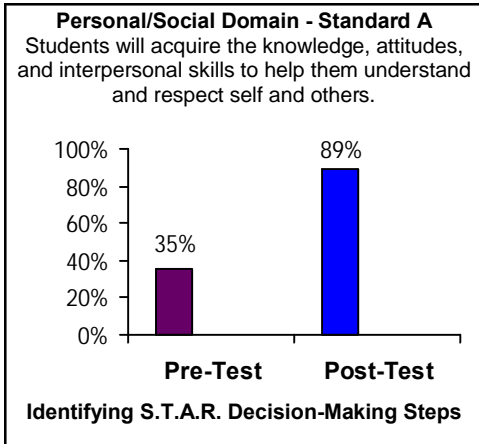 Personal/Social Domain - Standard A
Students will acquire the knowledge, attitudes,
and interpersonal skills to help them understand
and respect self and others.
100%
80%
60%
40%
20%
0%
35%
89%
Pre-Test
Post-Test
Identifying S.T.A.R. Decision-Making Steps